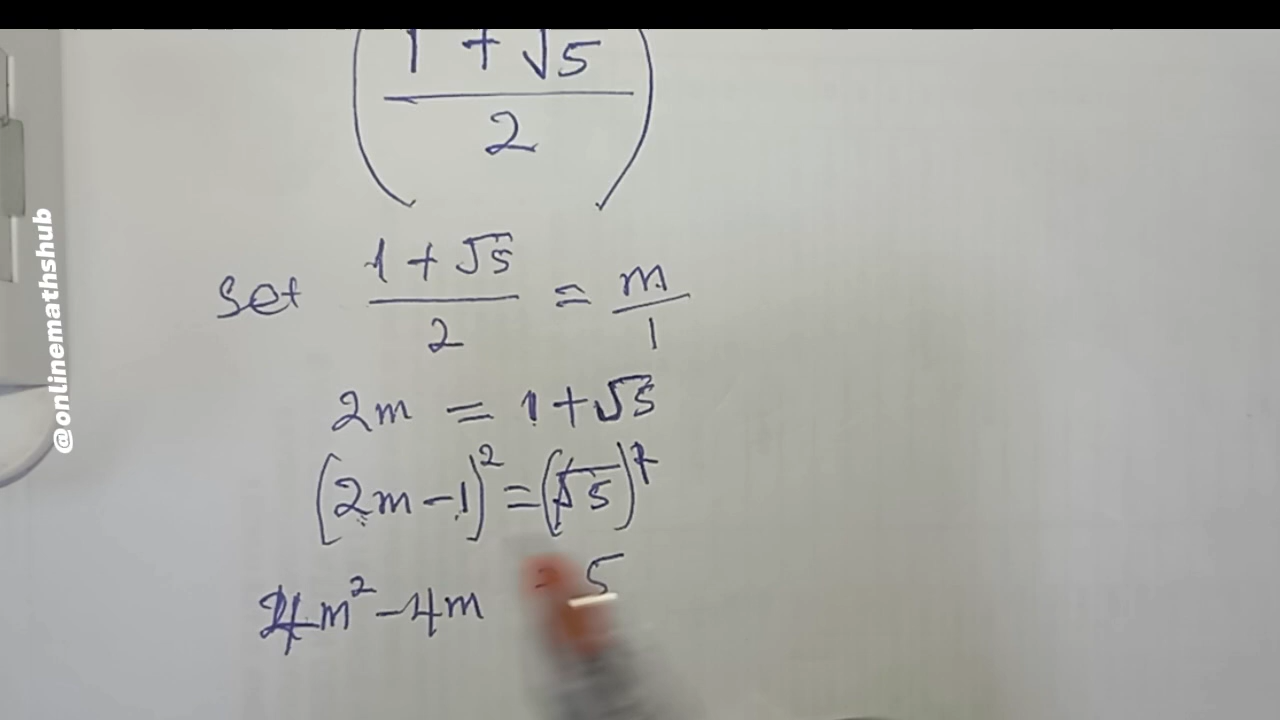 (1 + √5 / 2)
Set (1 + √5)/2 = m/1
2m = 1 + √5
(2m - 1)² = (√5)²
4m² - 4m = 5
@onlinemathshub